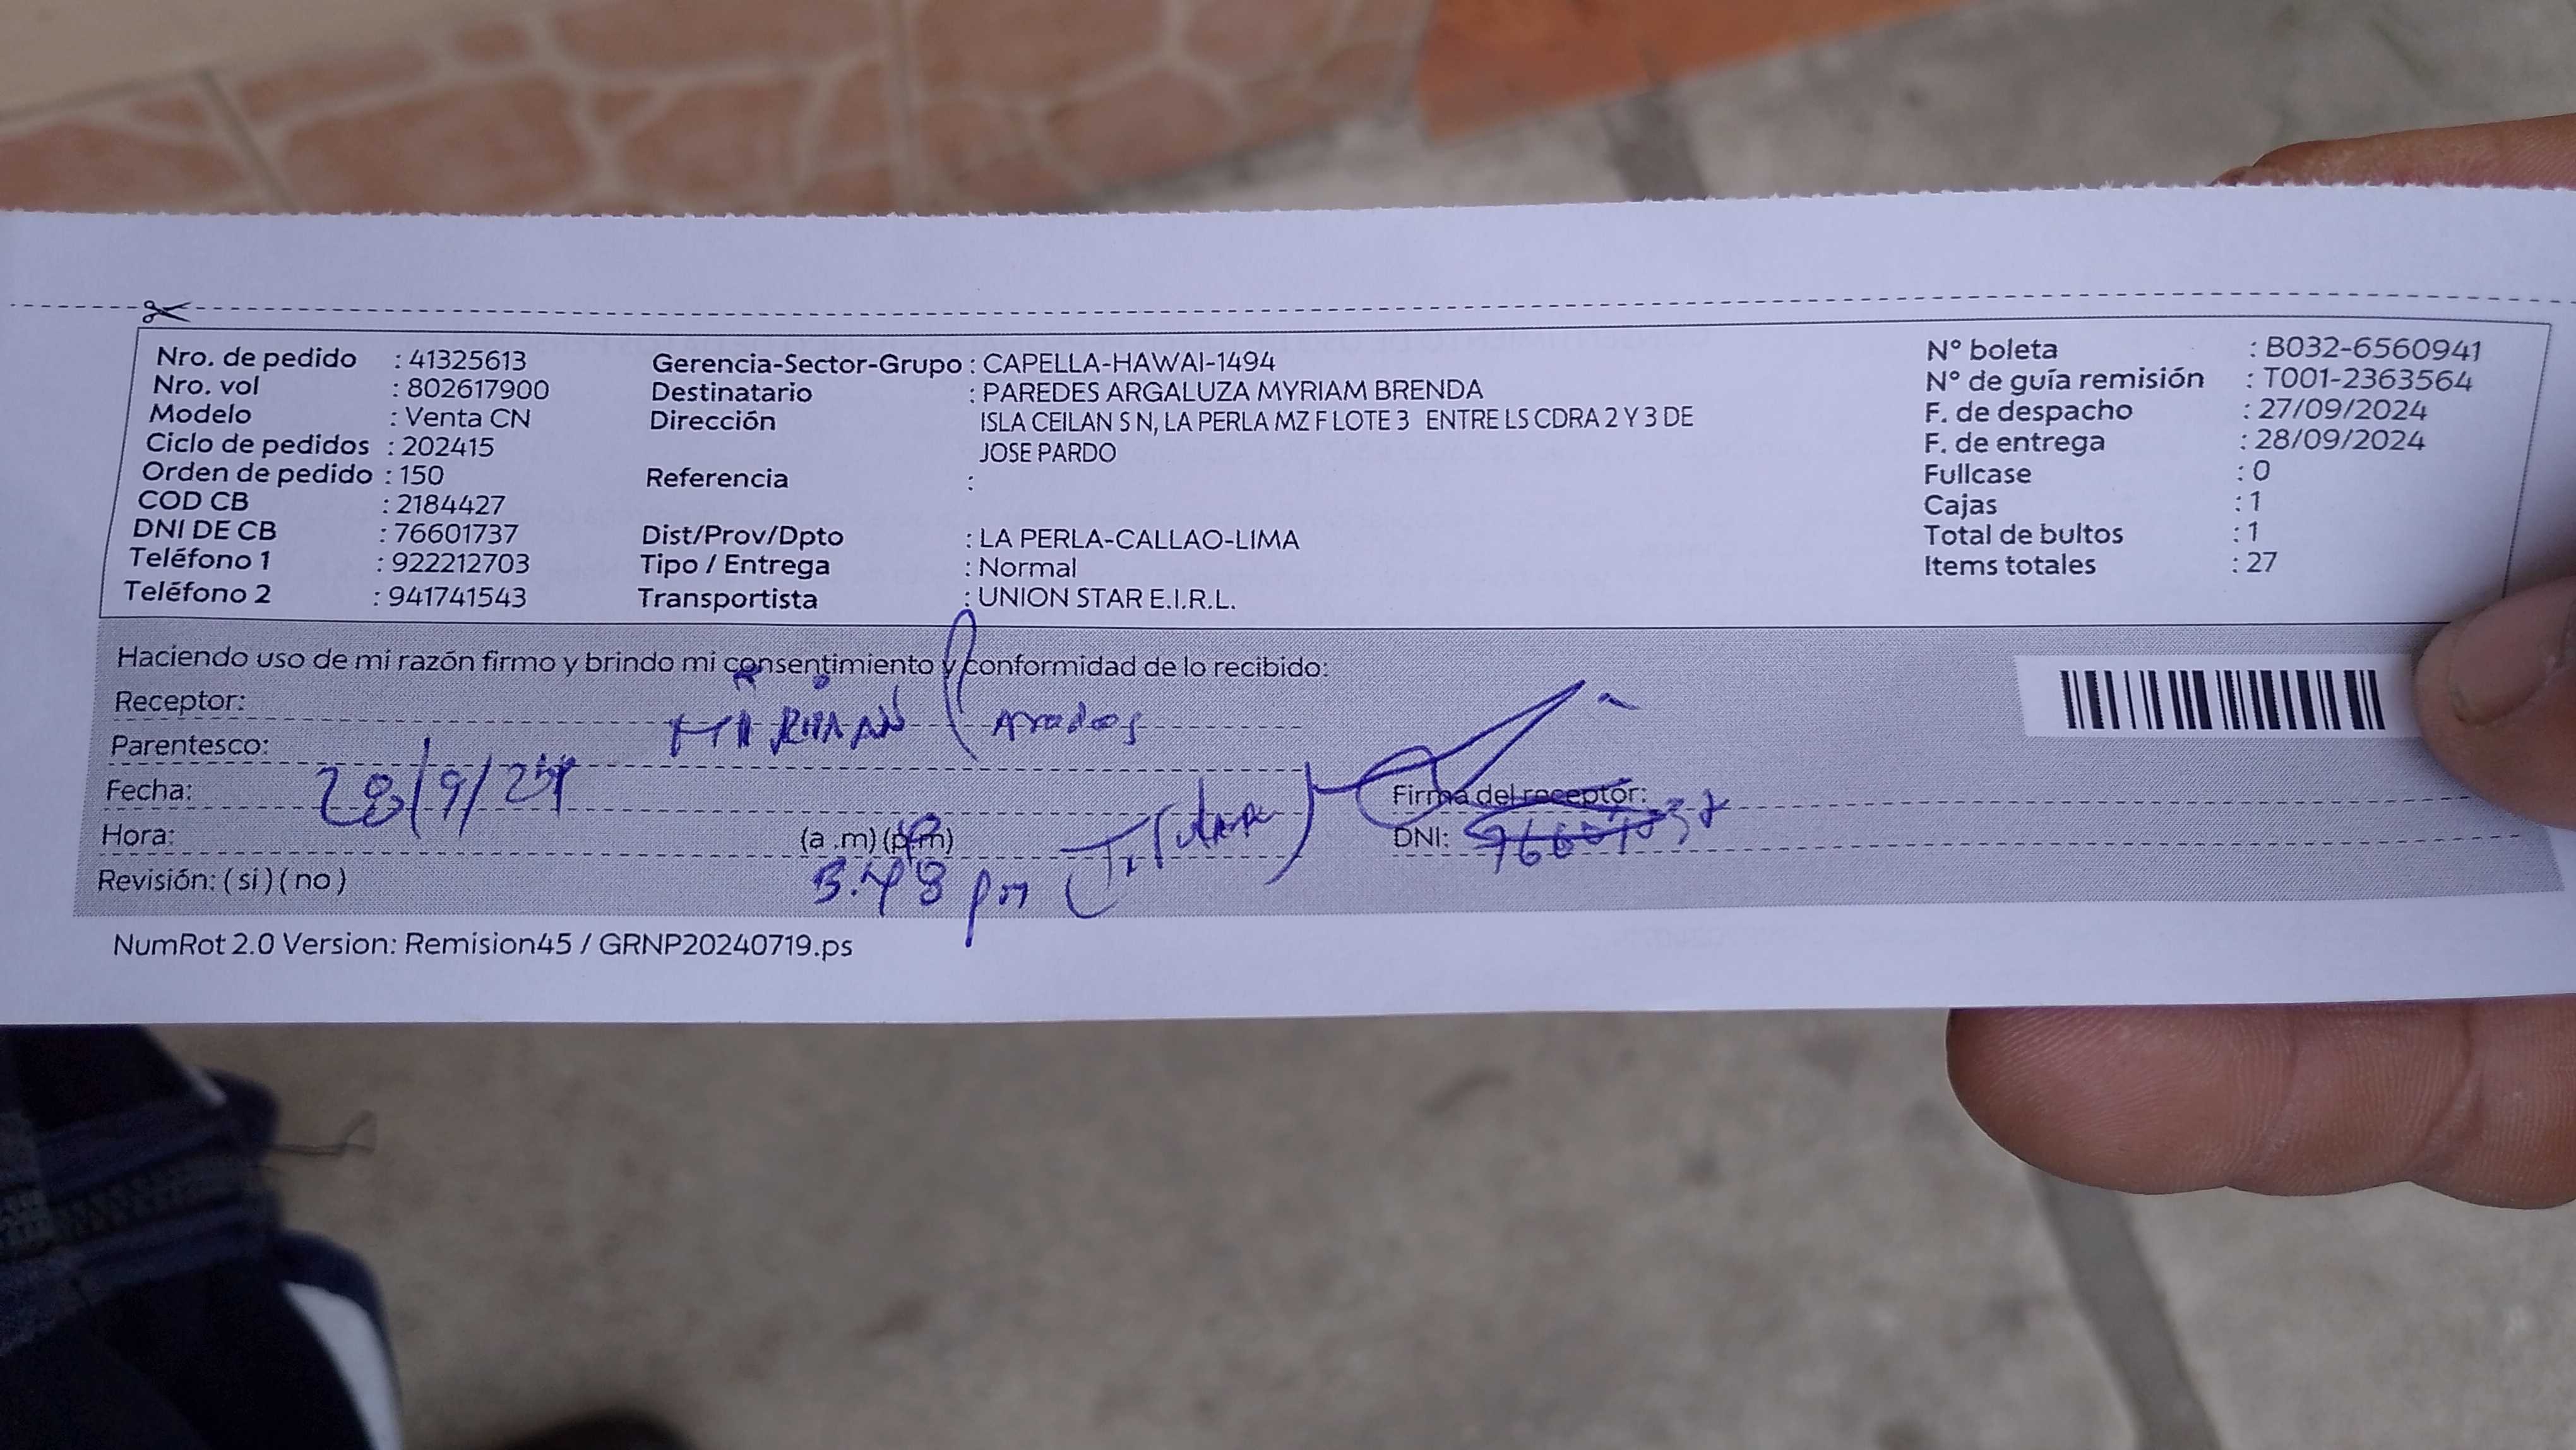 Nro. de pedido : 41325613
Nro. vol : 802617900
Modelo : Venta CN
Ciclo de pedidos : 202415
Orden de pedido : 150
COD CB : 2184427
DNI DE CB : 76601737
Teléfono 1 : 922212703
Teléfono 2 : 941741543
Gerencia-Sector-Grupo : CAPELLA-HAWAI-1494
Destinatario : PAREDES ARGALUZA MYRIAM BRENDA
Dirección ISLA CEILAN S N, LA PERLA MZ F LOTE 3 ENTRE LS CDRA 2 Y 3 DE
JOSE PARDO
Referencia :
Dist/Prov/Dpto : LA PERLA-CALLAO-LIMA
Tipo / Entrega : Normal
Transportista : UNION STAR E.I.R.L.
N° boleta : B032-6560941
N° de guía remisión : T001-2363564
F. de despacho : 27/09/2024
F. de entrega : 28/09/2024
Fullcase : 0
Cajas : 1
Total de bultos : 1
Items totales : 27
Haciendo uso de mi razón firmo y brindo mi consentimiento y conformidad de lo recibido:
Receptor:
Parentesco:
Fecha: 28/9/24
Hora: (a .m) (p.m)
3:48 pm (Titular)
Revisión: ( si ) ( no )
Firma del receptor:
DNI:
NumRot 2.0 Version: Remision45 / GRNP20240719.ps